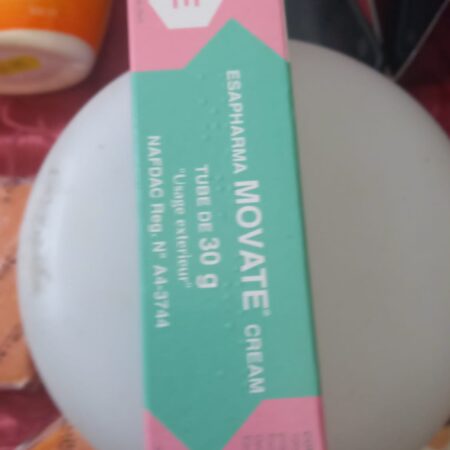 ESAPHARMA MOVATE® CREAM
TUBE DE 30 g
"Usage exterieur"
NAFDAC Reg. N° A4-3744